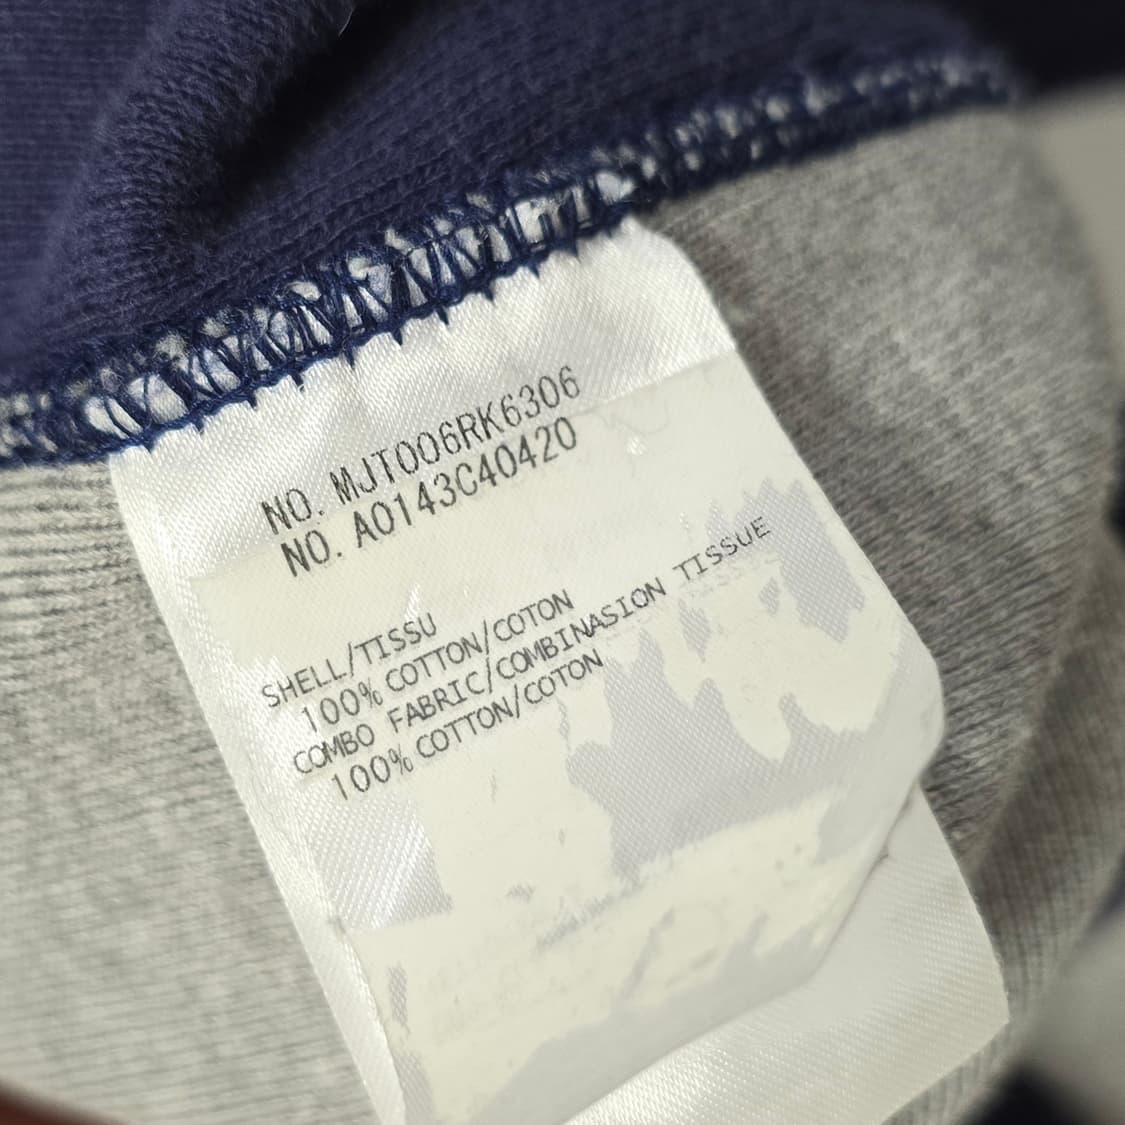 NO. MJT006RK6306
NO. A0143C40420
SHELL/TISSU
100% COTTON/COTON
COMBO FABRIC/COMBINASION TISSUE
100% COTTON/COTON